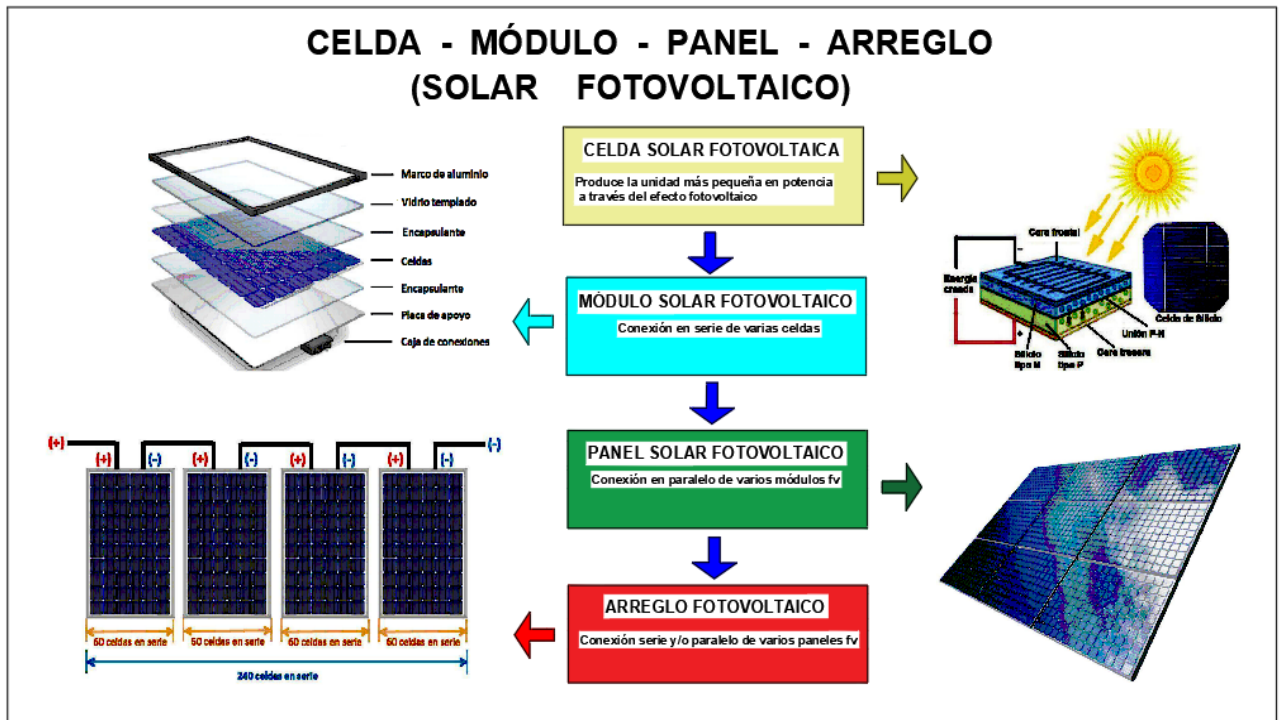 CELDA - MÓDULO - PANEL - ARREGLO
(SOLAR FOTOVOLTAICO)
CELDA SOLAR FOTOVOLTAICA
Produce la unidad más pequeña en potencia
a través del efecto fotovoltaico
Marco de aluminio
Vidrio templado
Encapsulante
Celdas
Encapsulante
Placa de apoyo
Caja de conexiones
Cara frontal
-
Energía
creada
+
Celda de Silicio
Unión P-N
Silicio
tipo N
Silicio
tipo P
Cara trasera
MÓDULO SOLAR FOTOVOLTAICO
Conexión en serie de varias celdas
PANEL SOLAR FOTOVOLTAICO
Conexión en paralelo de varios módulos fv
(+) (-)
(+) (-) (+) (-) (+) (-) (+) (-)
60 celdas en serie 60 celdas en serie 60 celdas en serie 60 celdas en serie
240 celdas en serie
ARREGLO FOTOVOLTAICO
Conexión serie y/o paralelo de varios paneles fv